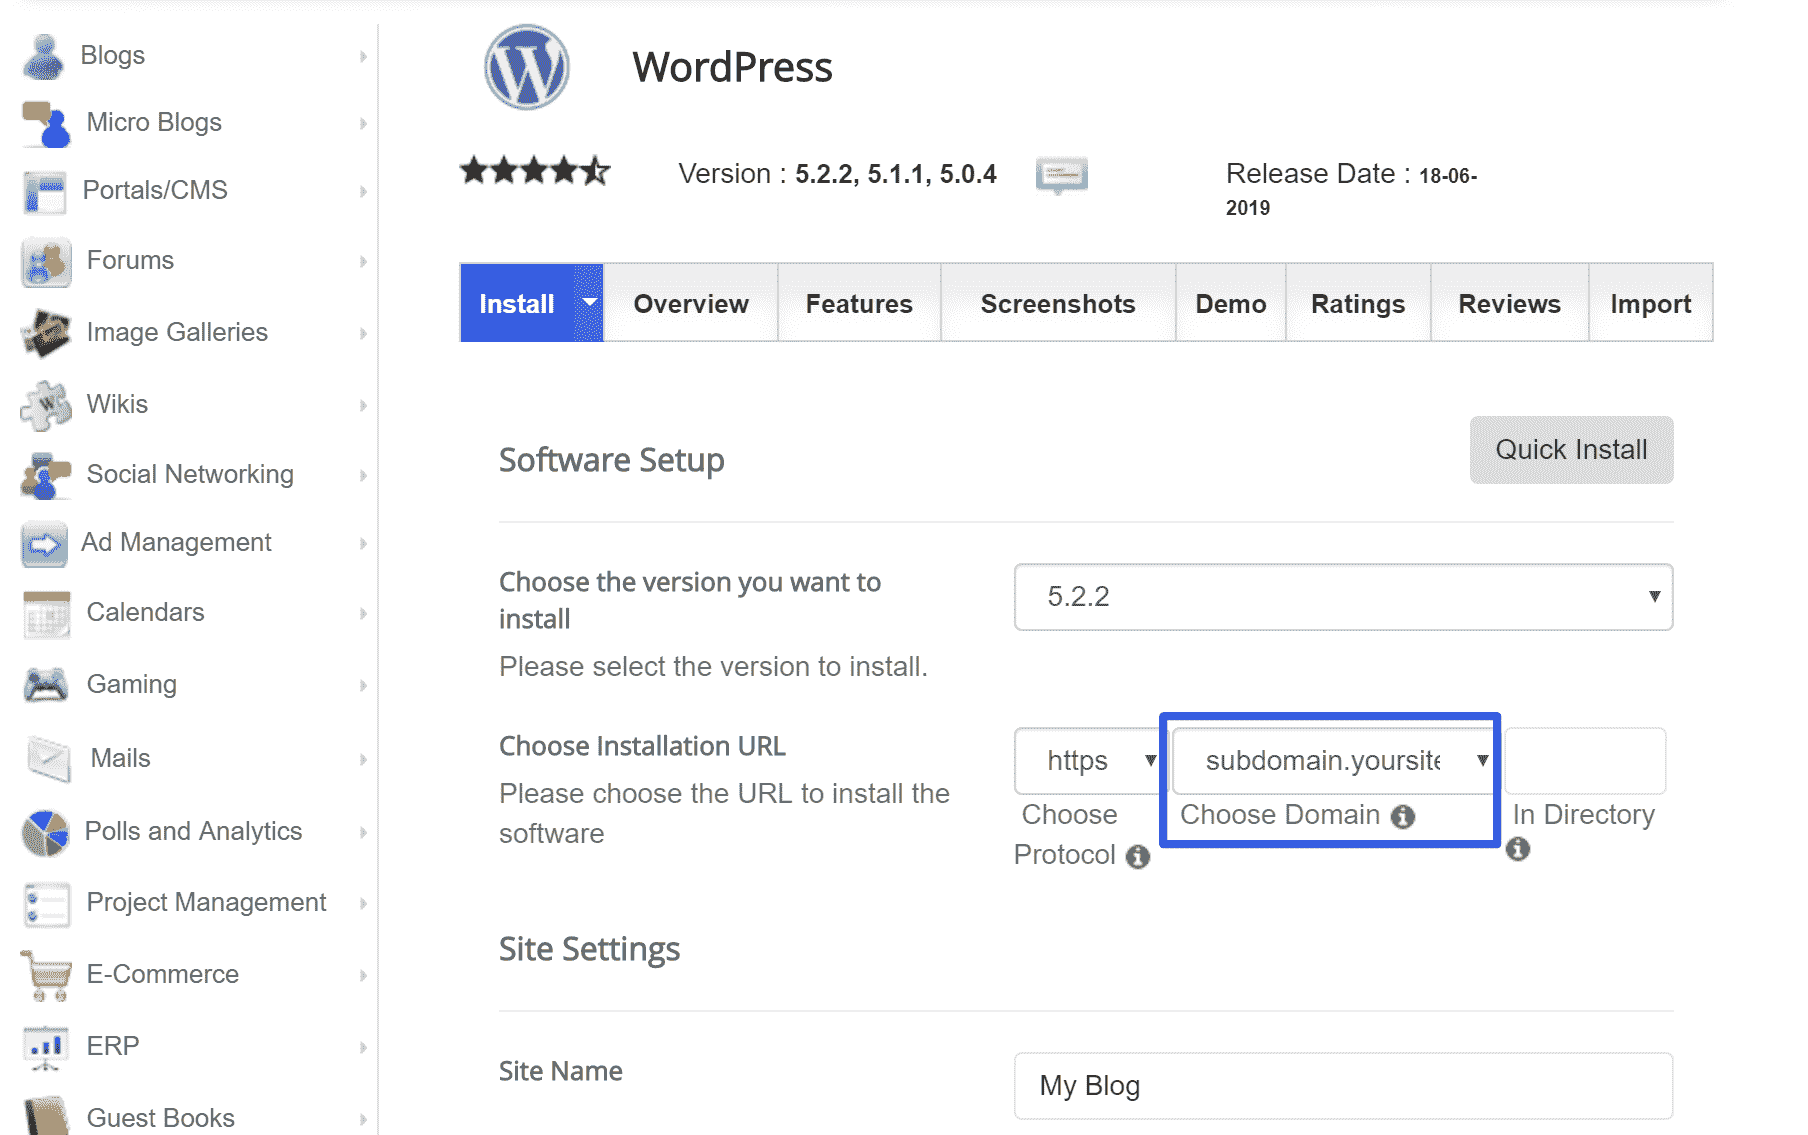 Blogs
Micro Blogs
Portals/CMS
Forums
Image Galleries
Wikis
Social Networking
Ad Management
Calendars
Gaming
Mails
Polls and Analytics
Project Management
E-Commerce
ERP
Guest Books
WordPress
Version : 5.2.2, 5.1.1, 5.0.4
Release Date : 18-06-
2019
Install
Overview
Features
Screenshots
Demo
Ratings
Reviews
Import
Software Setup
Quick Install
Choose the version you want to
install
Please select the version to install.
5.2.2
Choose Installation URL
Please choose the URL to install the
software
https
Choose
Protocol
subdomain.yoursite
Choose Domain
In Directory
Site Settings
Site Name
My Blog